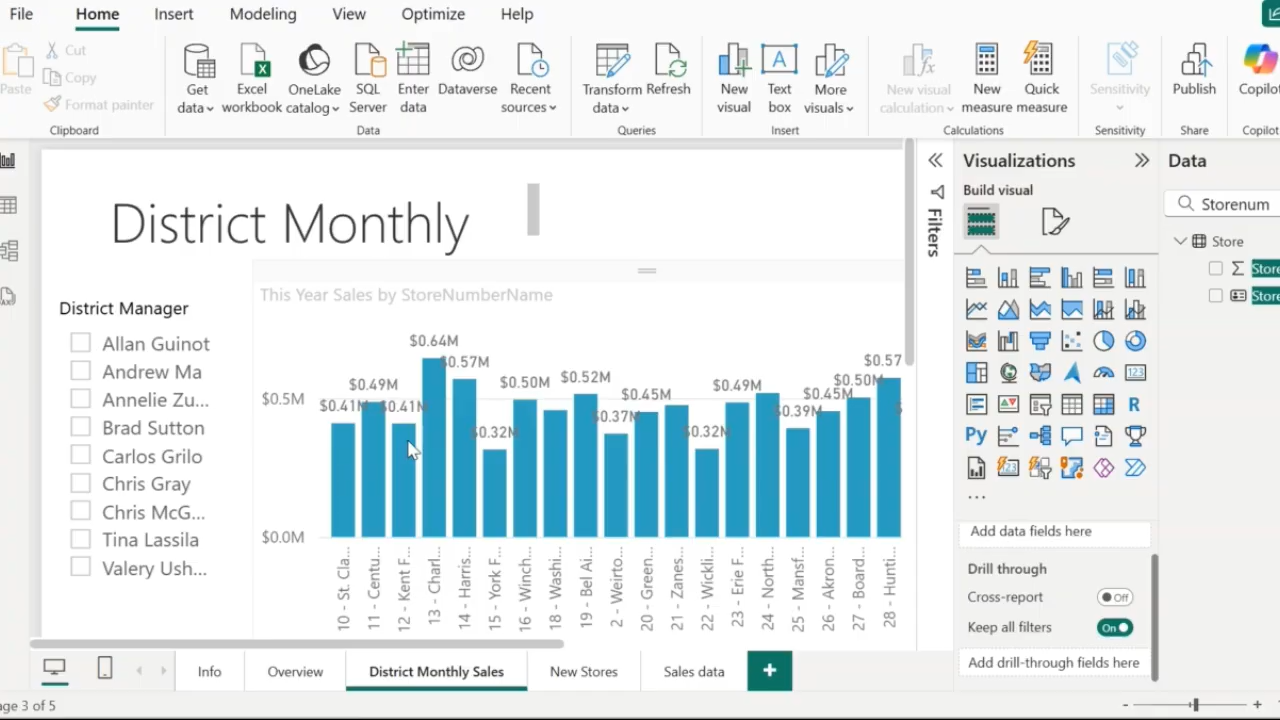 File Home Insert Modeling View Optimize Help
Paste
Cut
Copy
Format painter
Clipboard
Get data
Excel workbook
OneLake catalog
SQL Server
Enter data
Dataverse
Recent sources
Data
Transform data
Refresh
Queries
New visual
Text box
More visuals
Insert
New visual calculation
New measure
Quick measure
Calculations
Sensitivity
Sensitivity
Publish
Share
Copilot
Copilot
District Monthly
District Manager
Allan Guinot
Andrew Ma
Annelie Zu...
Brad Sutton
Carlos Grilo
Chris Gray
Chris McG...
Tina Lassila
Valery Ush...
This Year Sales by StoreNumberName
$0.5M
$0.0M
$0.41M $0.49M $0.41M $0.64M $0.57M $0.32M $0.50M $0.52M $0.37M $0.45M $0.32M $0.49M $0.39M $0.45M $0.50M $0.57
10 - St. Cla...
11 - Centu...
12 - Kent F...
13 - Charl...
14 - Harris...
15 - York F...
16 - Winch...
18 - Washi...
19 - Bel Ai...
2 - Weirto...
20 - Green...
21 - Zanes...
22 - Wickli...
23 - Erie F...
24 - North...
25 - Mansf...
26 - Akron...
27 - Board...
28 - Hunti...
Filters
Visualizations
Build visual
R
Py
123
...
Add data fields here
Drill through
Cross-report Off
Keep all filters On
Add drill-through fields here
Data
Storenum
Store
Store
Store
Info Overview District Monthly Sales New Stores Sales data +
age 3 of 5
- +